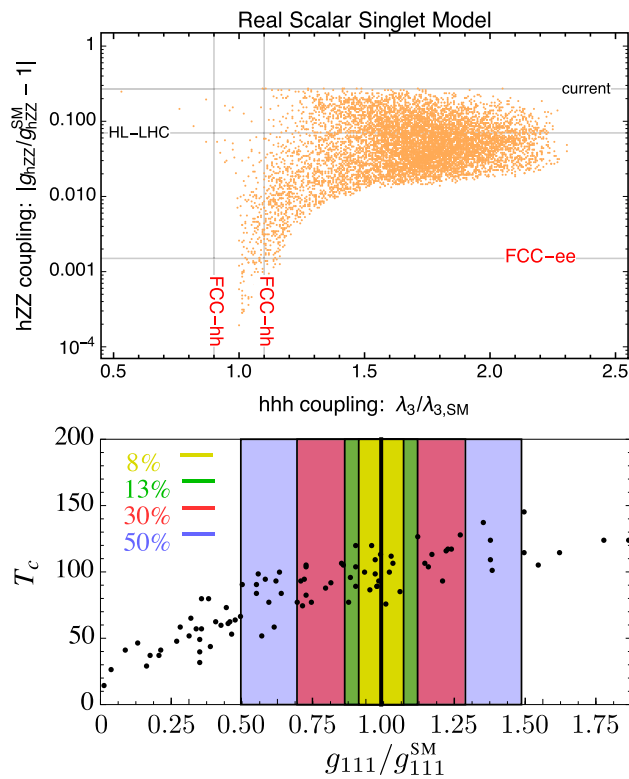 Real Scalar Singlet Model
hZZ coupling: |g_hZZ/g_hZZ^SM − 1|
1
0.100
0.010
0.001
10^−4
current
HL−LHC
FCC−ee
FCC−hh
FCC−hh
0.5
1.0
1.5
2.0
2.5
hhh coupling: λ_3/λ_3,SM
T_c
200
150
100
50
0
8%
13%
30%
50%
0
0.25
0.50
0.75
1.00
1.25
1.50
1.75
g_111/g_111^SM